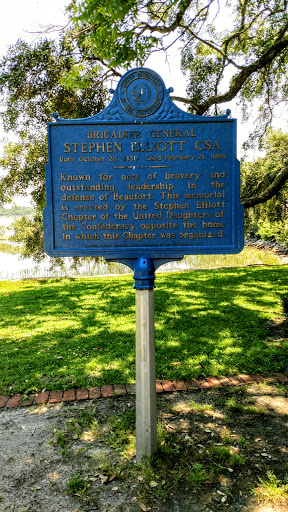 BRIGADIER GENERAL
STEPHEN ELLIOTT CSA
Born October 26, Died February 21, 1866
Known for acts of bravery and
outstanding leadership in the
defense of Beaufort. This memorial
is erected by the Stephen Elliott
Chapter of the United Daughters of
the Confederacy opposite the home
in which this Chapter was organized.